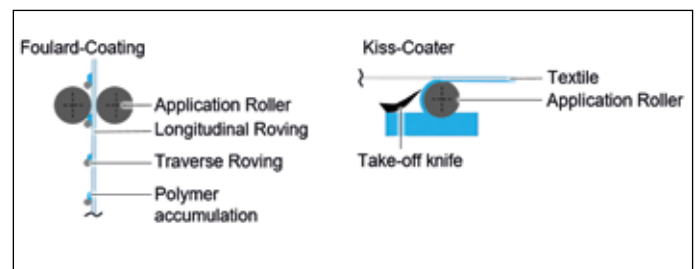 Foulard-Coating
Application Roller
Longitudinal Roving
Traverse Roving
Polymer
accumulation
Kiss-Coater
Textile
Application Roller
Take-off knife